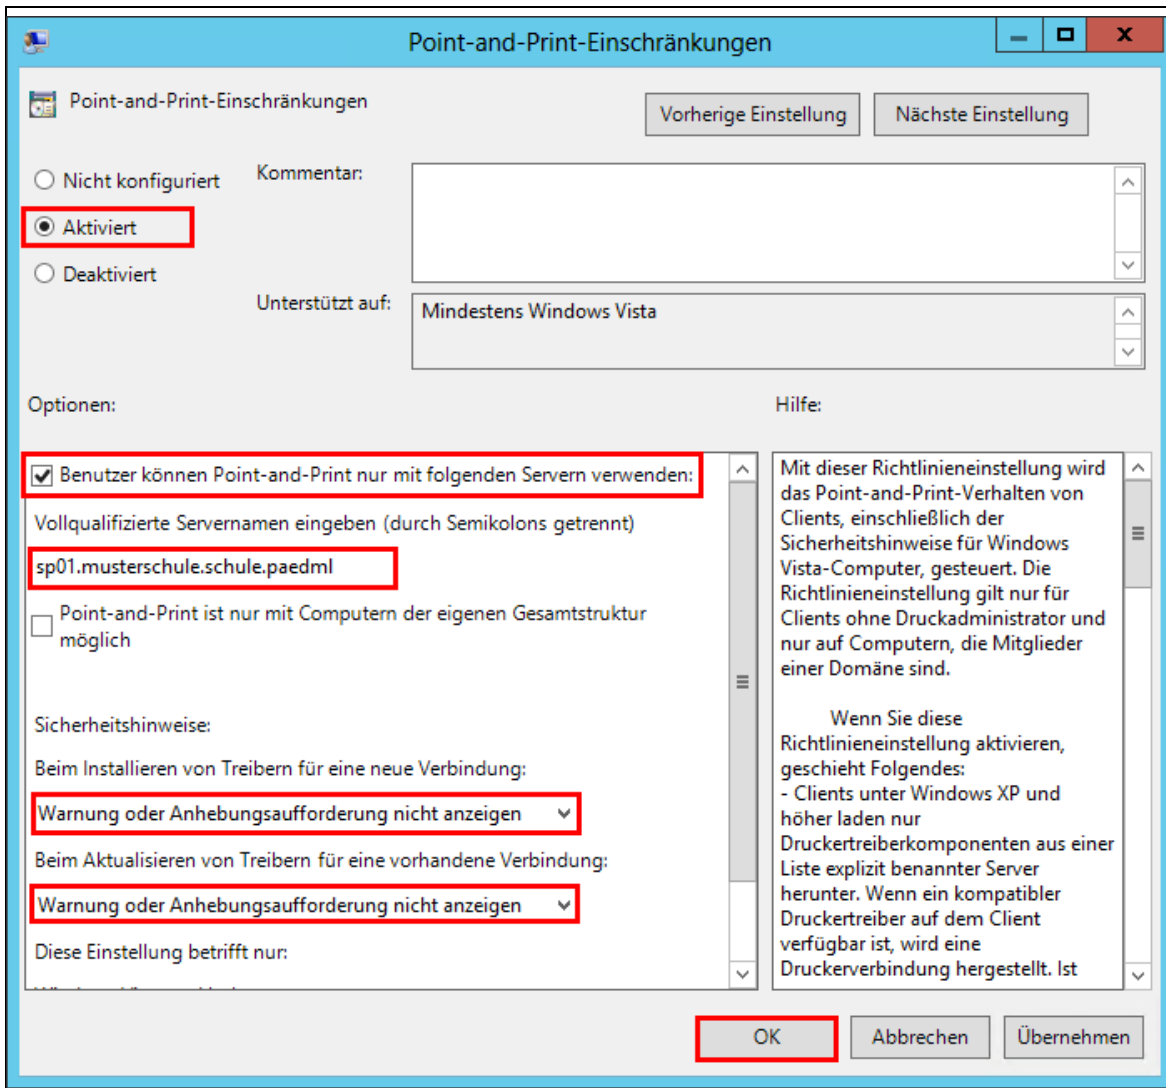 Point-and-Print-Einschränkungen
Point-and-Print-Einschränkungen
Vorherige Einstellung
Nächste Einstellung
Nicht konfiguriert
Kommentar:
Aktiviert
Deaktiviert
Unterstützt auf:
Mindestens Windows Vista
Optionen:
Hilfe:
Benutzer können Point-and-Print nur mit folgenden Servern verwenden:
Vollqualifizierte Servernamen eingeben (durch Semikolons getrennt)
sp01.musterschule.schule.paedml
Point-and-Print ist nur mit Computern der eigenen Gesamtstruktur
möglich
Sicherheitshinweise:
Beim Installieren von Treibern für eine neue Verbindung:
Warnung oder Anhebungsaufforderung nicht anzeigen
Beim Aktualisieren von Treibern für eine vorhandene Verbindung:
Warnung oder Anhebungsaufforderung nicht anzeigen
Diese Einstellung betrifft nur:
Mit dieser Richtlinieneinstellung wird
das Point-and-Print-Verhalten von
Clients, einschließlich der
Sicherheitshinweise für Windows
Vista-Computer, gesteuert. Die
Richtlinieneinstellung gilt nur für
Clients ohne Druckadministrator und
nur auf Computern, die Mitglieder
einer Domäne sind.
Wenn Sie diese
Richtlinieneinstellung aktivieren,
geschieht Folgendes:
- Clients unter Windows XP und
höher laden nur
Druckertreiberkomponenten aus einer
Liste explizit benannter Server
herunter. Wenn ein kompatibler
Druckertreiber auf dem Client
verfügbar ist, wird eine
Druckerverbindung hergestellt. Ist
OK
Abbrechen
Übernehmen